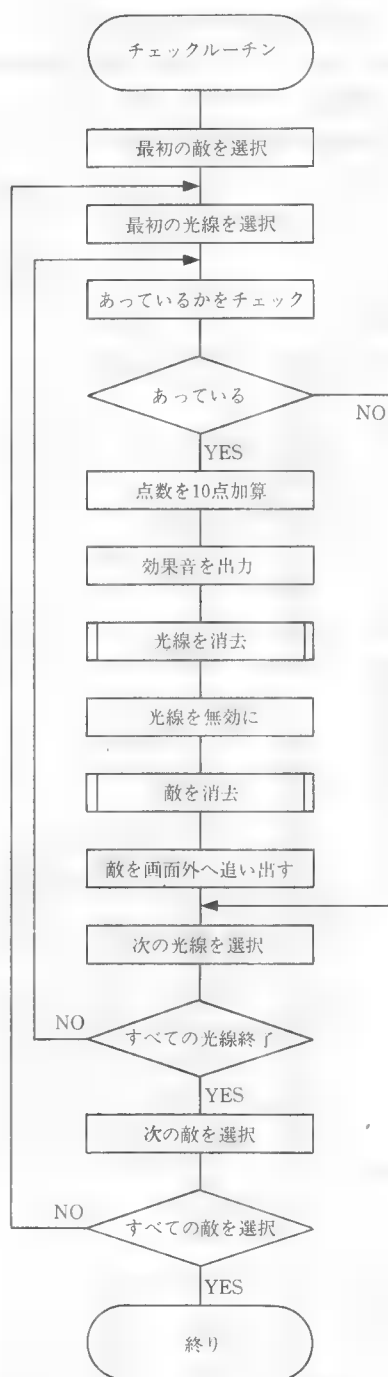 チェックルーチン
最初の敵を選択
最初の光線を選択
あっているかをチェック
あっている
NO
YES
点数を10点加算
効果音を出力
光線を消去
光線を無効に
敵を消去
敵を画面外へ追い出す
次の光線を選択
NO
すべての光線終了
YES
次の敵を選択
NO
すべての敵を選択
YES
終り